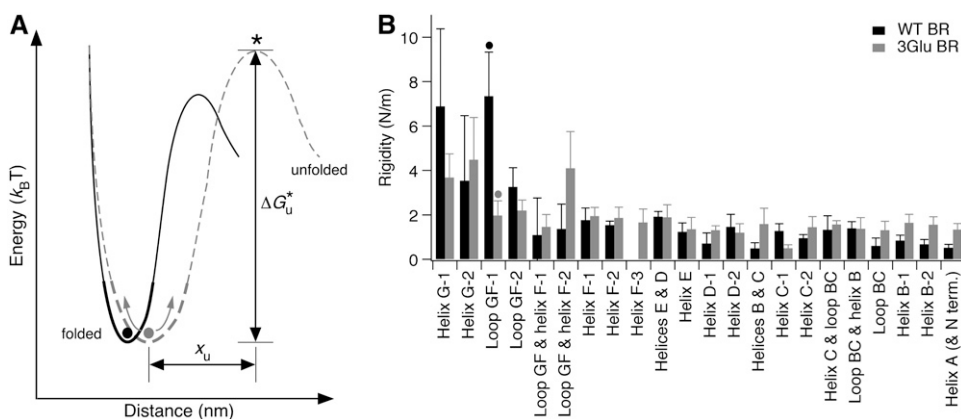 A
Energy (kBT)
*
unfolded
ΔGu*
folded
xu
Distance (nm)
B
WT BR
3Glu BR
Rigidity (N/m)
10
8
6
4
2
0
Helix G-1
Helix G-2
Loop GF-1
Loop GF-2
Loop GF & helix F-1
Loop GF & helix F-2
Helix F-1
Helix F-2
Helix F-3
Helices E & D
Helix E
Helix D-1
Helix D-2
Helices B & C
Helix C-1
Helix C-2
Helix C & loop BC
Loop BC & helix B
Loop BC
Helix B-1
Helix B-2
Helix A (& N term.)